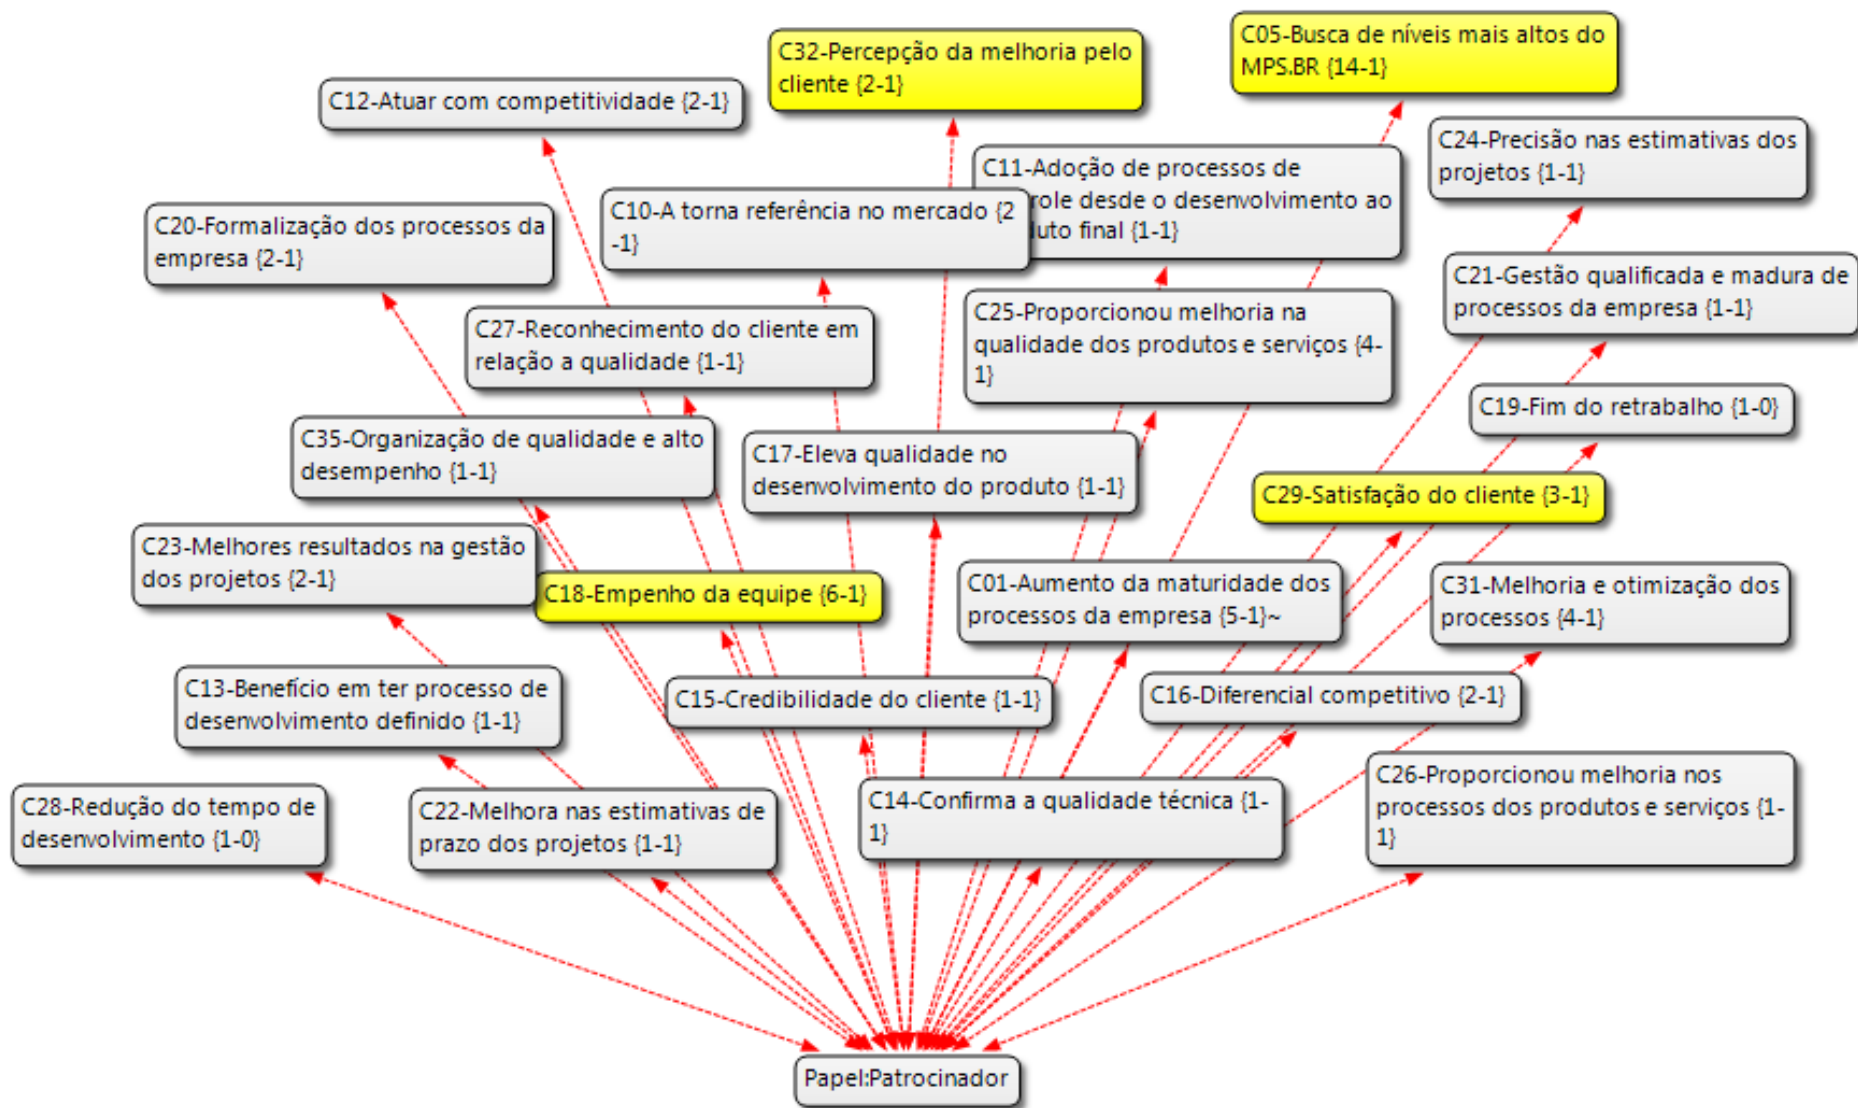 C05-Busca de níveis mais altos do
MPS.BR {14-1}
C32-Percepção da melhoria pelo
cliente {2-1}
C12-Atuar com competitividade {2-1}
C24-Precisão nas estimativas dos
projetos {1-1}
C11-Adoção de processos de
role desde o desenvolvimento ao
duto final {1-1}
C10-A torna referência no mercado {2
-1}
C20-Formalização dos processos da
empresa {2-1}
C21-Gestão qualificada e madura de
processos da empresa {1-1}
C25-Proporcionou melhoria na
qualidade dos produtos e serviços {4-
1}
C27-Reconhecimento do cliente em
relação a qualidade {1-1}
C19-Fim do retrabalho {1-0}
C35-Organização de qualidade e alto
desempenho {1-1}
C17-Eleva qualidade no
desenvolvimento do produto {1-1}
C29-Satisfação do cliente {3-1}
C23-Melhores resultados na gestão
dos projetos {2-1}
C18-Empenho da equipe {6-1}
C01-Aumento da maturidade dos
processos da empresa {5-1}~
C31-Melhoria e otimização dos
processos {4-1}
C13-Benefício em ter processo de
desenvolvimento definido {1-1}
C15-Credibilidade do cliente {1-1}
C16-Diferencial competitivo {2-1}
C28-Redução do tempo de
desenvolvimento {1-0}
C22-Melhora nas estimativas de
prazo dos projetos {1-1}
C14-Confirma a qualidade técnica {1-
1}
C26-Proporcionou melhoria nos
processos dos produtos e serviços {1-
1}
Papel:Patrocinador